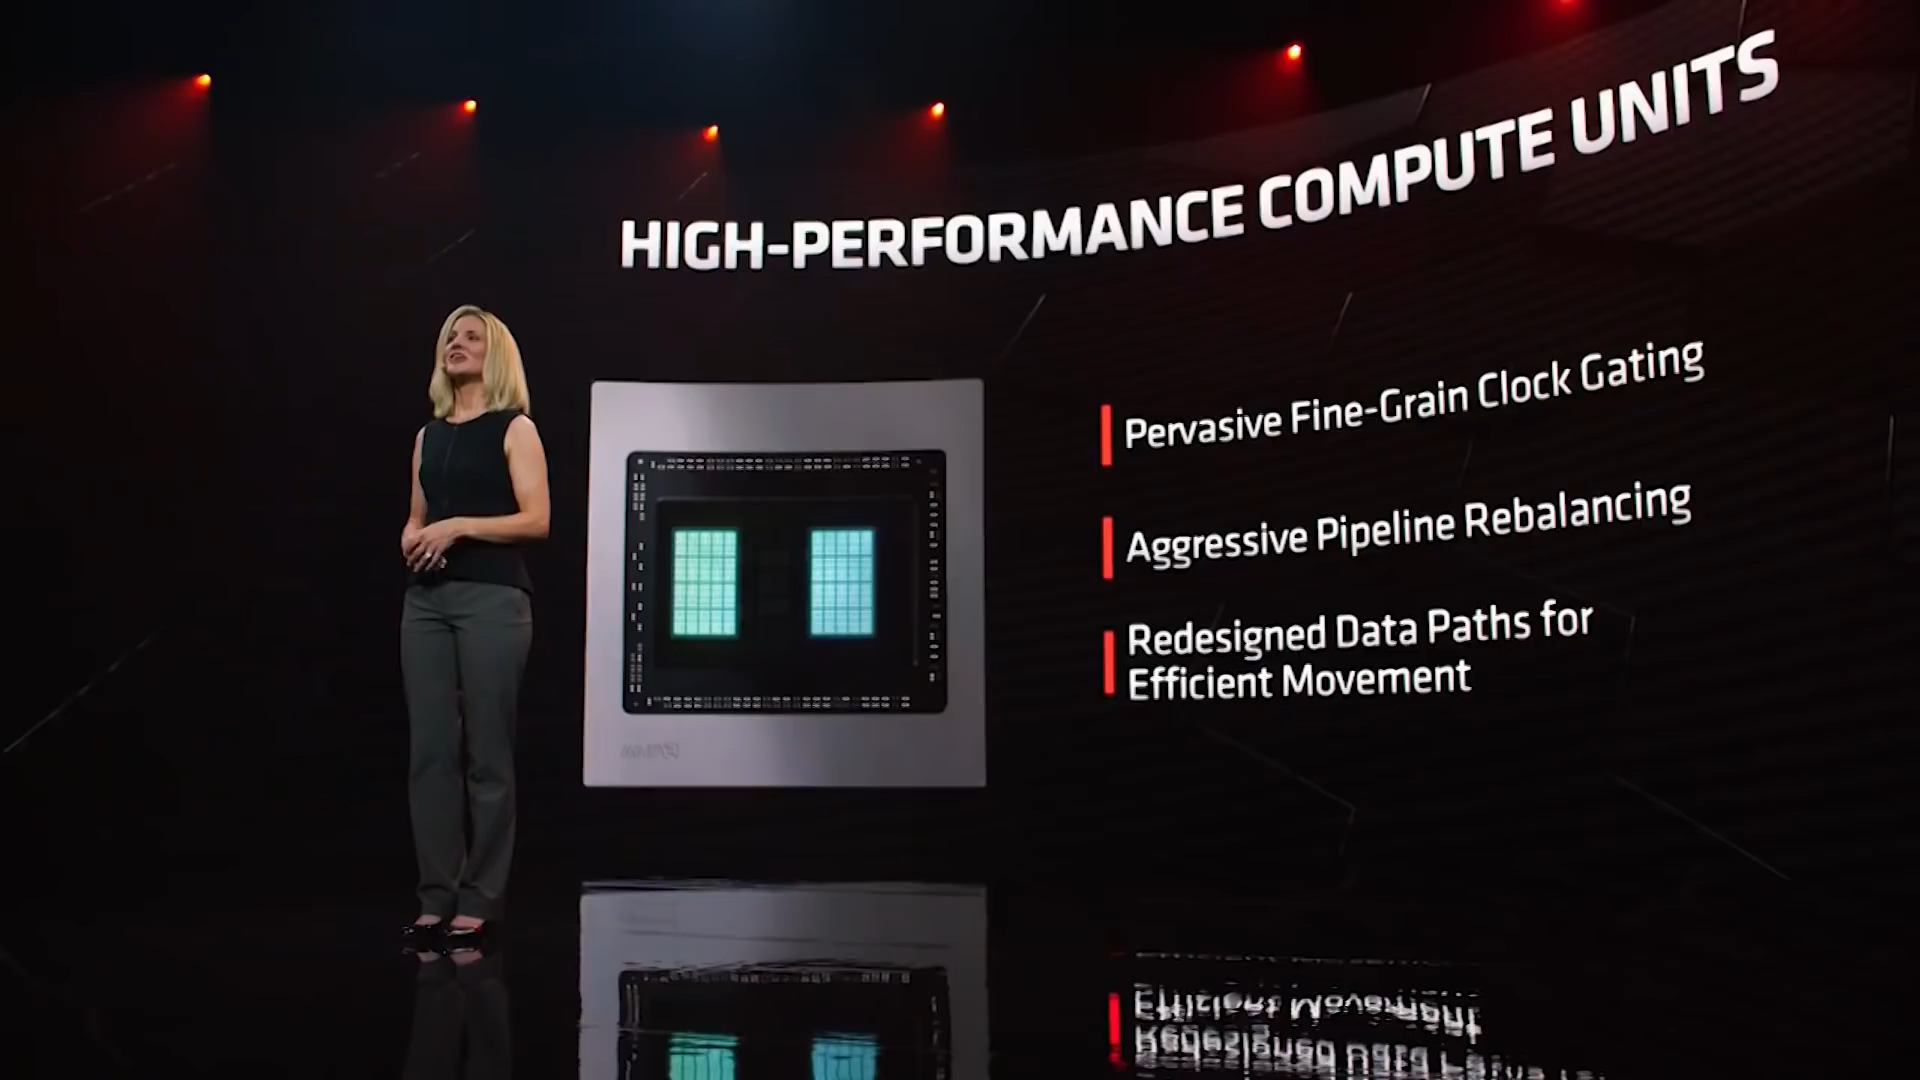 HIGH-PERFORMANCE COMPUTE UNITS
Pervasive Fine-Grain Clock Gating
Aggressive Pipeline Rebalancing
Redesigned Data Paths for
Efficient Movement